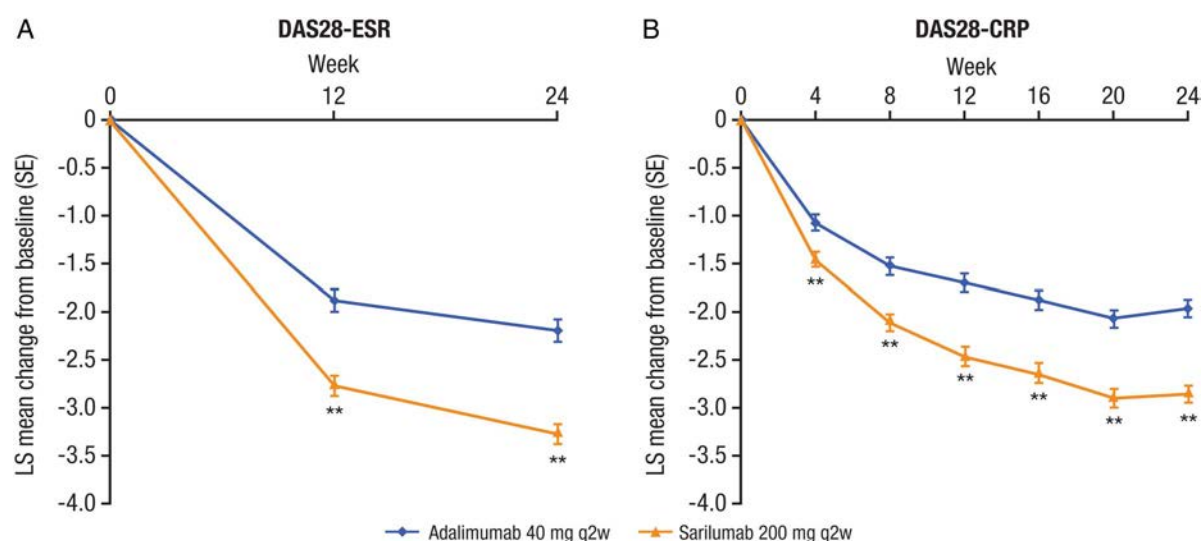 A
DAS28-ESR
Week
0 12 24
0
-0.5
-1.0
-1.5
-2.0
-2.5
-3.0
-3.5
-4.0
LS mean change from baseline (SE)
**
**
B
DAS28-CRP
Week
0 4 8 12 16 20 24
0
-0.5
-1.0
-1.5
-2.0
-2.5
-3.0
-3.5
-4.0
LS mean change from baseline (SE)
**
**
**
**
**
**
Adalimumab 40 mg q2w Sarilumab 200 mg q2w